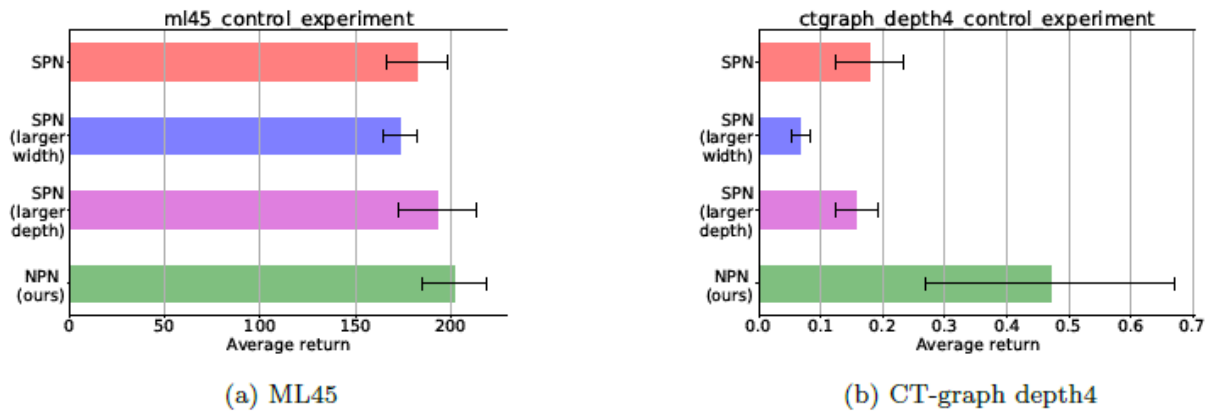 ml45_control_experiment
SPN
SPN
(larger
width)
SPN
(larger
depth)
NPN
(ours)
0 50 100 150 200
Average return
(a) ML45
ctgraph_depth4_control_experiment
SPN
SPN
(larger
width)
SPN
(larger
depth)
NPN
(ours)
0.0 0.1 0.2 0.3 0.4 0.5 0.6 0.7
Average return
(b) CT-graph depth4